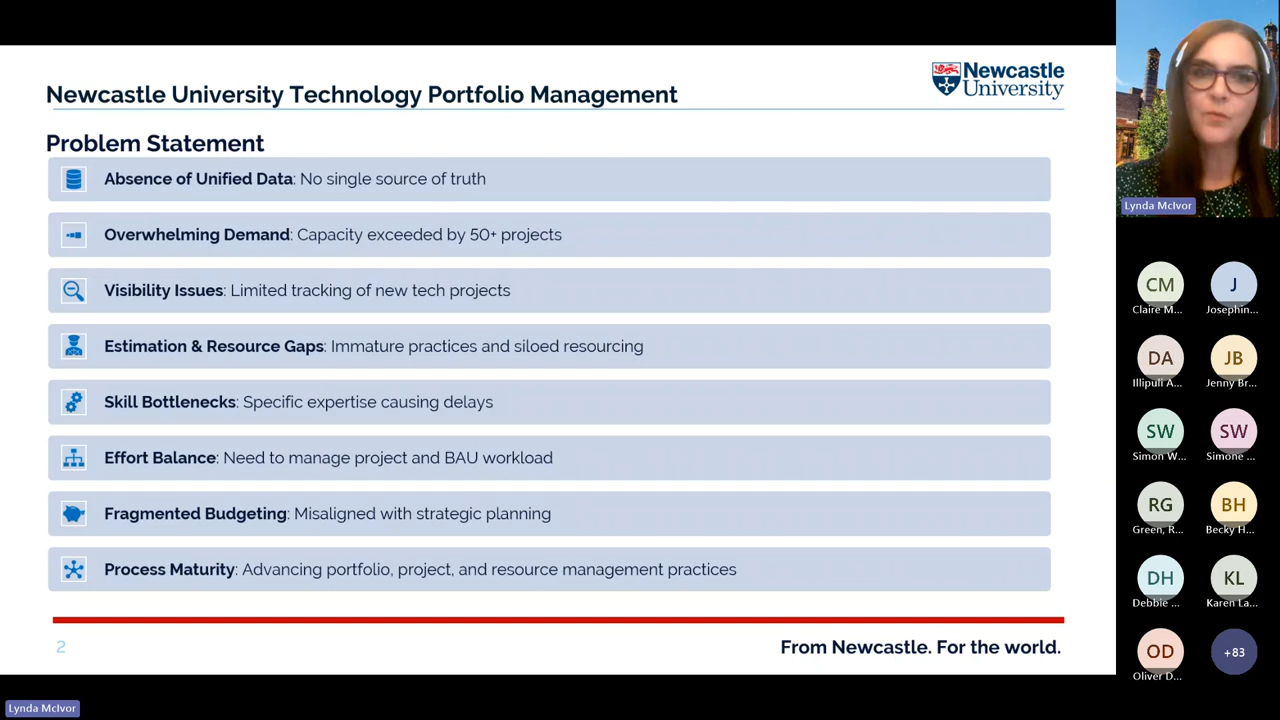 Newcastle University Technology Portfolio Management
Newcastle
University
Problem Statement
Absence of Unified Data: No single source of truth
Overwhelming Demand: Capacity exceeded by 50+ projects
Visibility Issues: Limited tracking of new tech projects
Estimation & Resource Gaps: Immature practices and siloed resourcing
Skill Bottlenecks: Specific expertise causing delays
Effort Balance: Need to manage project and BAU workload
Fragmented Budgeting: Misaligned with strategic planning
Process Maturity: Advancing portfolio, project, and resource management practices
2
From Newcastle. For the world.
Lynda McIvor
Lynda McIvor
CM
Claire M...
J
Josephin...
DA
Illipuli A...
JB
Jenny Br...
SW
Simon W...
SW
Simone ...
RG
Green, R...
BH
Becky H...
DH
Debbie ...
KL
Karen La...
OD
Oliver D...
+83